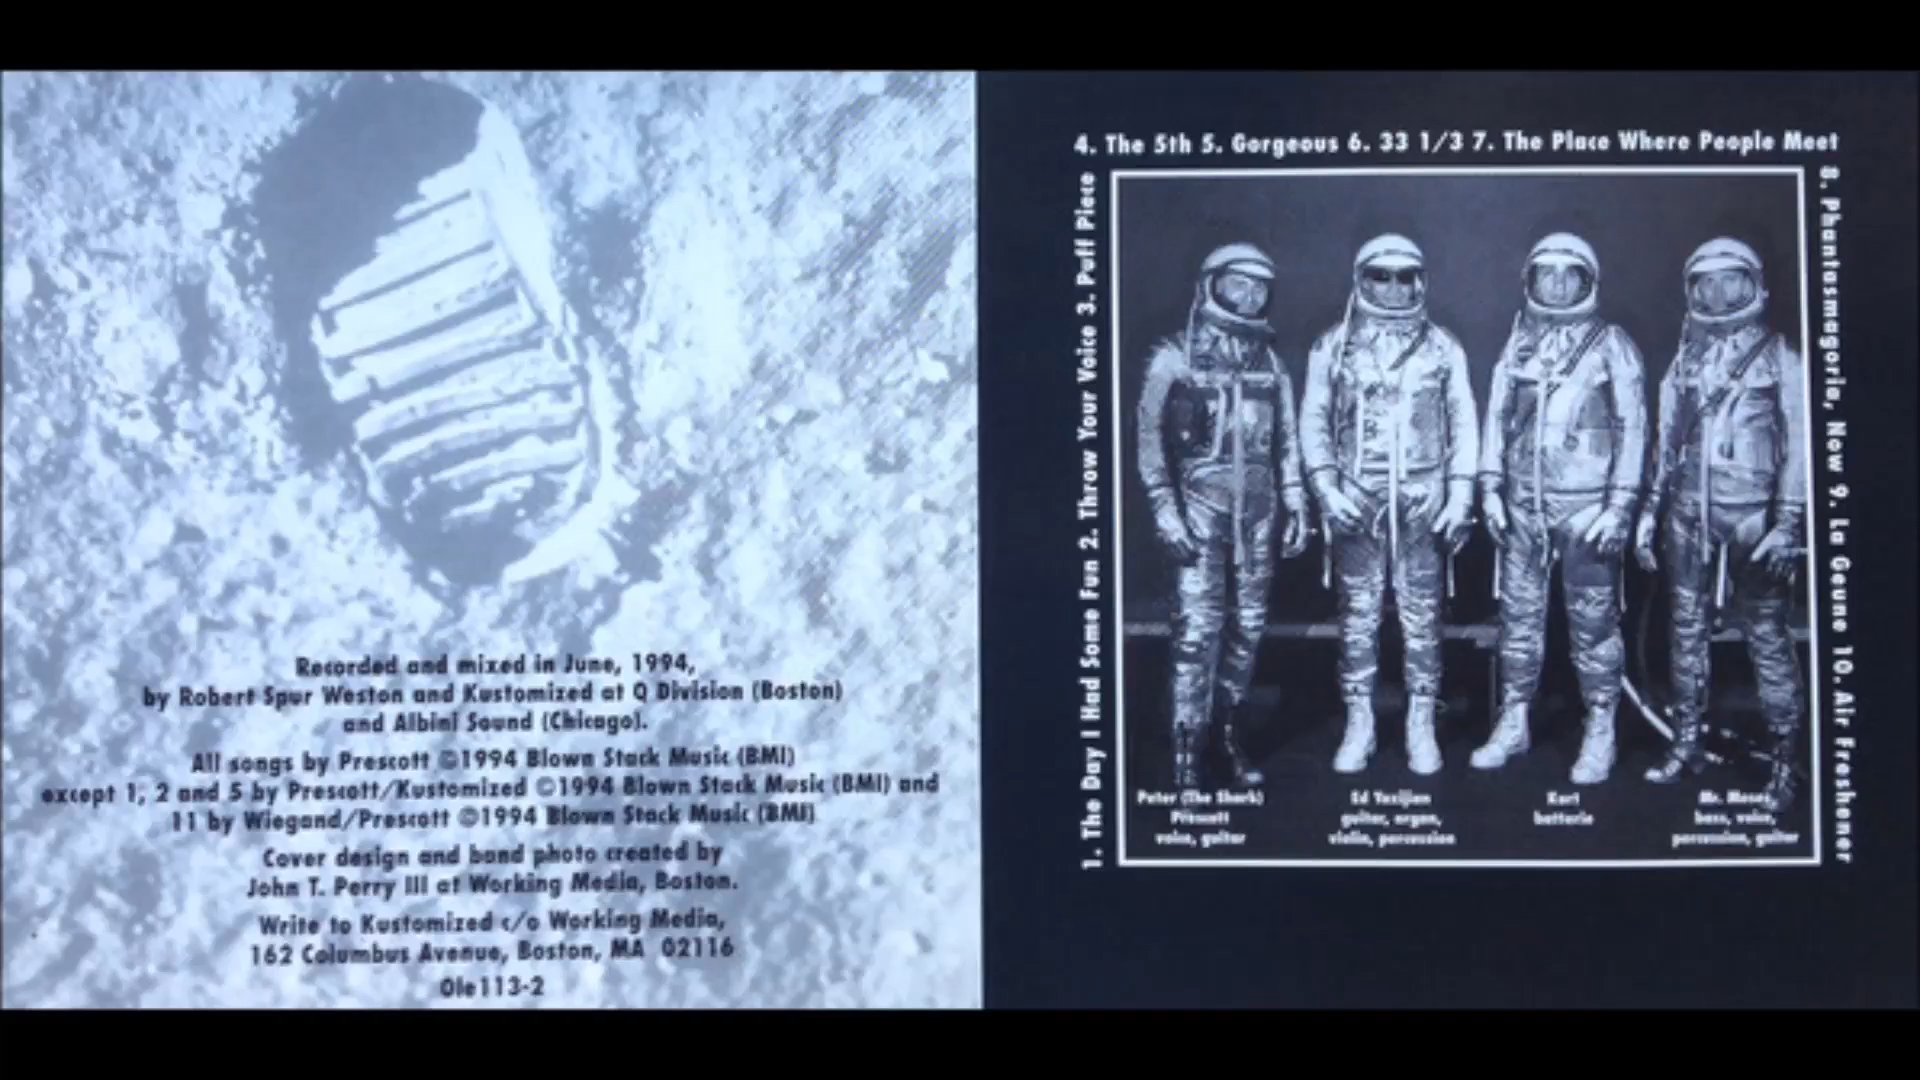 Recorded and mixed in June, 1994,
by Robert Spur Weston and Kustomized at Q Division (Boston)
and Albini Sound (Chicago).
All songs by Prescott ©1994 Blown Stack Music (BMI)
except 1, 2 and 5 by Prescott/Kustomized ©1994 Blown Stack Music (BMI) and
11 by Wiegand/Prescott ©1994 Blown Stack Music (BMI)
Cover design and band photo created by
John T. Perry III at Working Media, Boston.
Write to Kustomized c/o Working Media,
162 Columbus Avenue, Boston, MA 02116
Ole113-2
1. The Day I Had Some Fun 2. Throw Your Voice 3. Puff Piece
4. The 5th 5. Gorgeous 6. 33 1/3 7. The Place Where People Meet
8. Phantasmagoria, Now 9. La Geune 10. Air Freshener
Peter (The Shark)
Prescott
voice, guitar
Ed Yazijian
guitar, organ,
violin, percussion
Kurt
batterie
Mr. Moses,
bass, voice,
percussion, guitar